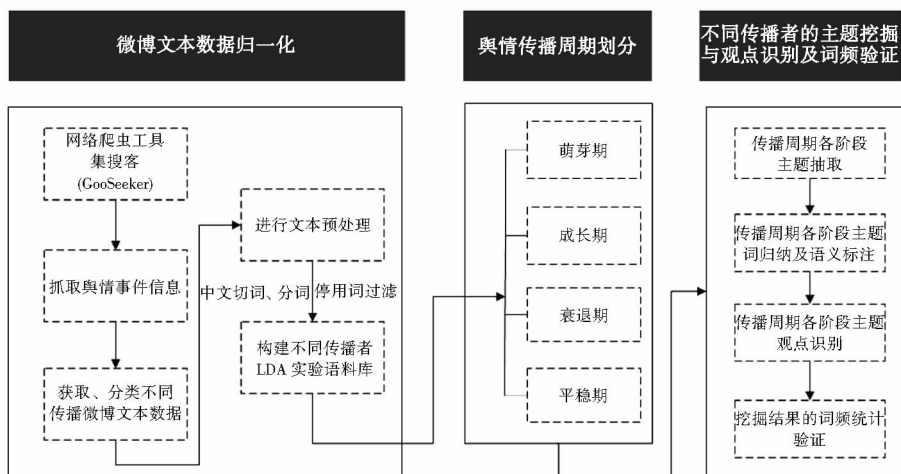 微博文本数据归一化
网络爬虫工具
集搜客
(GooSeeker)
抓取舆情事件信息
获取、分类不同
传播微博文本数据
进行文本预处理
中文切词、分词 停用词过滤
构建不同传播者
LDA 实验语料库
舆情传播周期划分
萌芽期
成长期
衰退期
平稳期
不同传播者的主题挖掘
与观点识别及词频验证
传播周期各阶段
主题抽取
传播周期各阶段主题
词归纳及语义标注
传播周期各阶段主题
观点识别
挖掘结果的词频统计
验证